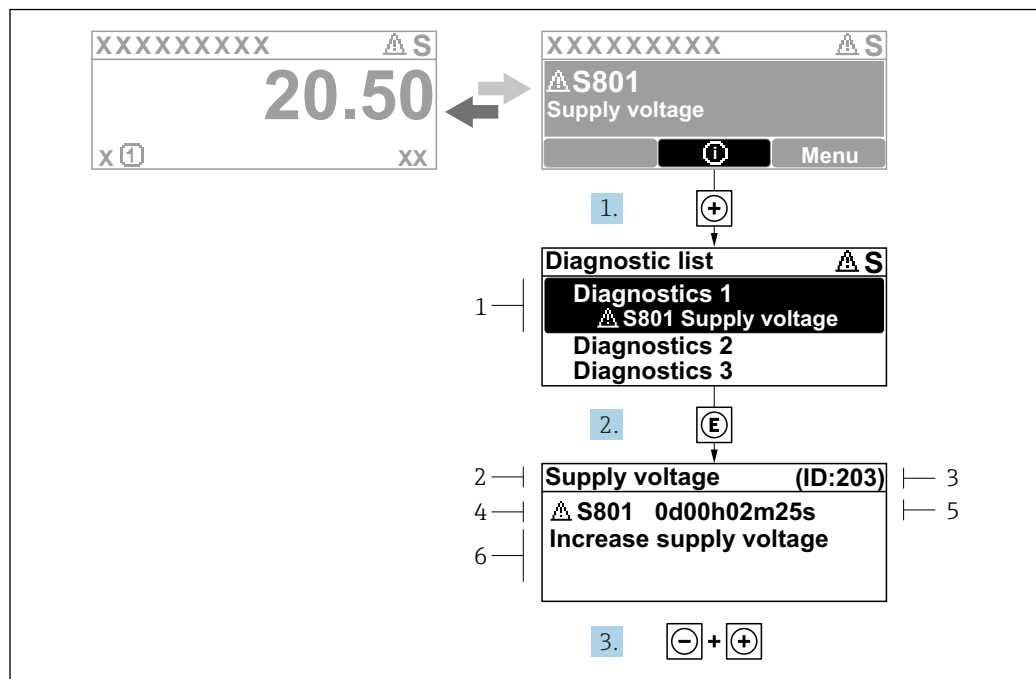 XXXXXXXXX ⚠ S
20.50
x ① xx
XXXXXXXXX ⚠ S
⚠ S801
Supply voltage
ⓘ Menu
1. +
Diagnostic list ⚠ S
1
Diagnostics 1
⚠ S801 Supply voltage
Diagnostics 2
Diagnostics 3
2. E
2 Supply voltage (ID:203) 3
4 ⚠ S801 0d00h02m25s 5
6 Increase supply voltage
3. - + +